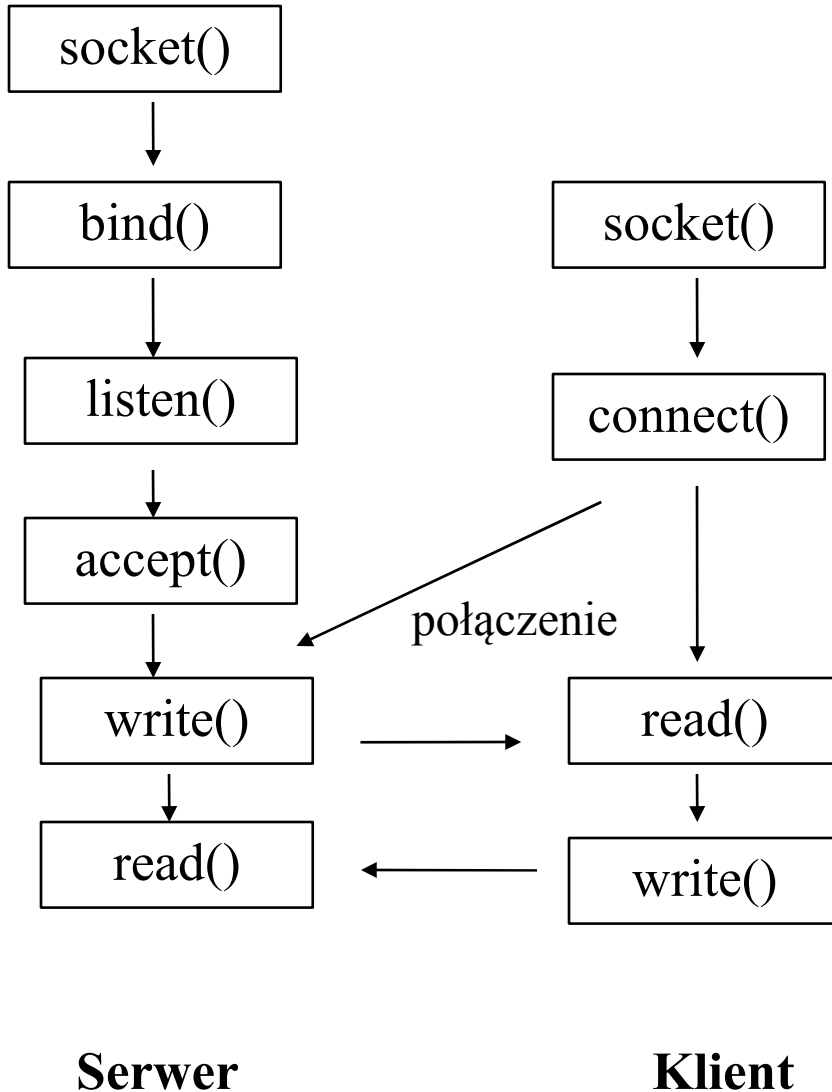 socket()
bind()
socket()
listen()
connect()
accept()
połączenie
write()
read()
read()
write()
Serwer
Klient